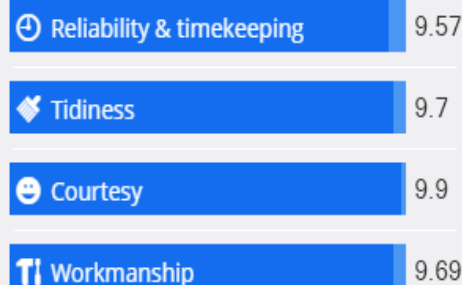 Reliability & timekeeping 9.57
Tidiness 9.7
Courtesy 9.9
Workmanship 9.69